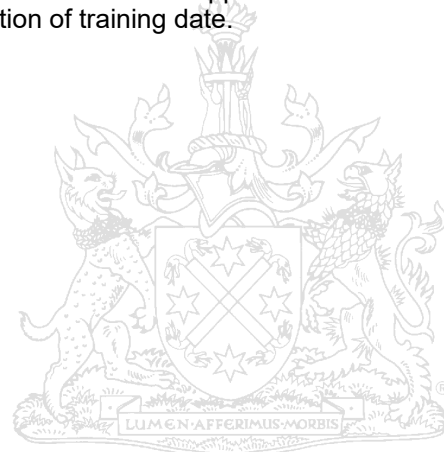 tion of training date.
LUMEN·AFFERIMUS·MORBIS
®